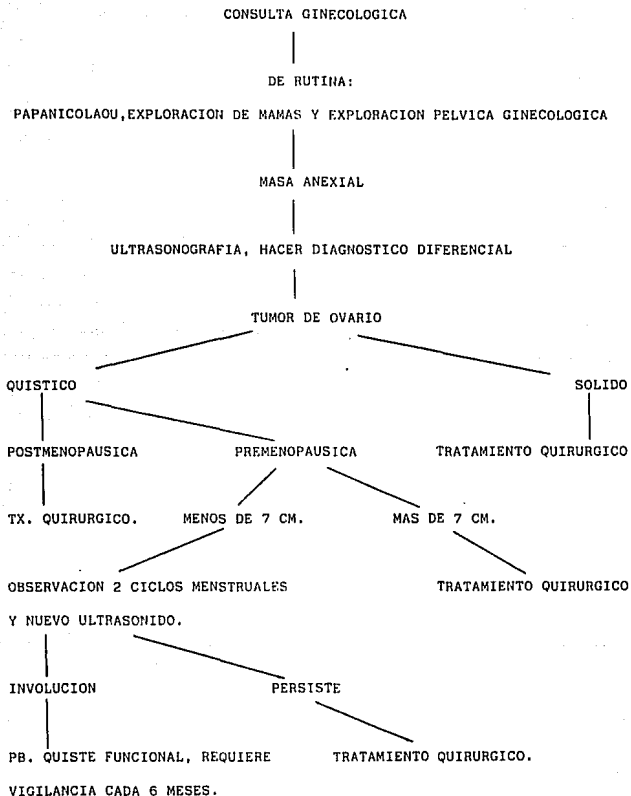 CONSULTA GINECOLOGICA
DE RUTINA:
PAPANICOLAOU,EXPLORACION DE MAMAS Y EXPLORACION PELVICA GINECOLOGICA
MASA ANEXIAL
ULTRASONOGRAFIA, HACER DIAGNOSTICO DIFERENCIAL
TUMOR DE OVARIO
QUISTICO SOLIDO
POSTMENOPAUSICA PREMENOPAUSICA TRATAMIENTO QUIRURGICO
TX. QUIRURGICO. MENOS DE 7 CM. MAS DE 7 CM.
OBSERVACION 2 CICLOS MENSTRUALES TRATAMIENTO QUIRURGICO
Y NUEVO ULTRASONIDO.
INVOLUCION PERSISTE
PB. QUISTE FUNCIONAL, REQUIERE TRATAMIENTO QUIRURGICO.
VIGILANCIA CADA 6 MESES.